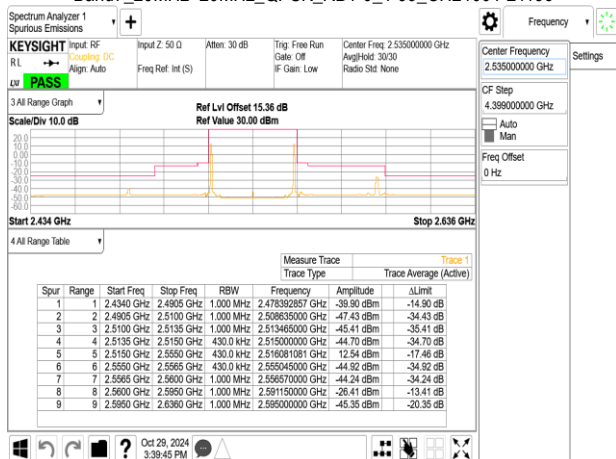 Spectrum Analyzer 1
Spurious Emissions
Frequency
Settings
KEYSIGHT
RL
PASS
Input: RF
Coupling: DC
Align: Auto
Input Z: 50 Ω
Freq Ref: Int (S)
Atten: 30 dB
Trig: Free Run
Gate: Off
IF Gain: Low
Center Freq: 2.535000000 GHz
Avg|Hold: 30/30
Radio Std: None
Center Frequency
2.535000000 GHz
CF Step
4.399000000 GHz
Auto
Man
Freq Offset
0 Hz
3 All Range Graph
Scale/Div 10.0 dB
Ref Lvl Offset 15.36 dB
Ref Value 30.00 dBm
20.0
10.0
0.00
-10.0
-20.0
-30.0
-40.0
-50.0
-60.0
Start 2.434 GHz
Stop 2.636 GHz
4 All Range Table
Measure Trace Trace 1
Trace Type Trace Average (Active)
Spur Range Start Freq Stop Freq RBW Frequency Amplitude ΔLimit
1 1 2.4340 GHz 2.4905 GHz 1.000 MHz 2.478392857 GHz -39.90 dBm -14.90 dB
2 2 2.4905 GHz 2.5100 GHz 1.000 MHz 2.508635000 GHz -47.43 dBm -34.43 dB
3 3 2.5100 GHz 2.5135 GHz 1.000 MHz 2.513465000 GHz -45.41 dBm -35.41 dB
4 4 2.5135 GHz 2.5150 GHz 430.0 kHz 2.515000000 GHz -44.70 dBm -34.70 dB
5 5 2.5150 GHz 2.5550 GHz 430.0 kHz 2.516081081 GHz 12.54 dBm -17.46 dB
6 6 2.5550 GHz 2.5565 GHz 430.0 kHz 2.555045000 GHz -44.92 dBm -34.92 dB
7 7 2.5565 GHz 2.5600 GHz 1.000 MHz 2.556570000 GHz -44.24 dBm -34.24 dB
8 8 2.5600 GHz 2.5950 GHz 1.000 MHz 2.591150000 GHz -26.41 dBm -13.41 dB
9 9 2.5950 GHz 2.6360 GHz 1.000 MHz 2.595000000 GHz -45.35 dBm -20.35 dB
Oct 29, 2024
3:39:45 PM